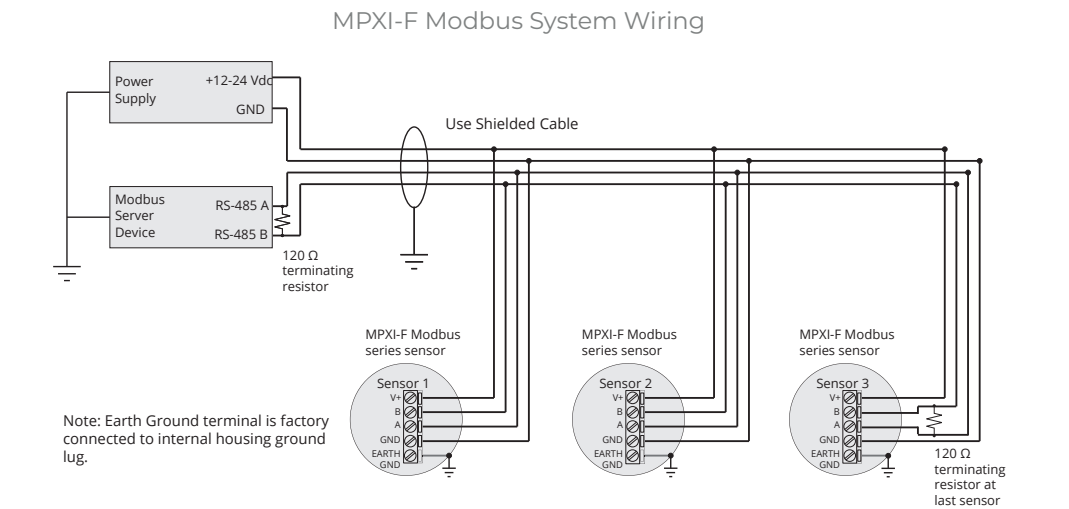 MPXI-F Modbus System Wiring
Power
Supply
+12-24 Vdc
GND
Use Shielded Cable
Modbus
Server
Device
RS-485 A
RS-485 B
120 Ω
terminating
resistor
MPXI-F Modbus
series sensor
Sensor 1
V+
B
A
GND
EARTH
GND
MPXI-F Modbus
series sensor
Sensor 2
V+
B
A
GND
EARTH
GND
MPXI-F Modbus
series sensor
Sensor 3
V+
B
A
GND
EARTH
GND
120 Ω
terminating
resistor at
last sensor
Note: Earth Ground terminal is factory
connected to internal housing ground
lug.